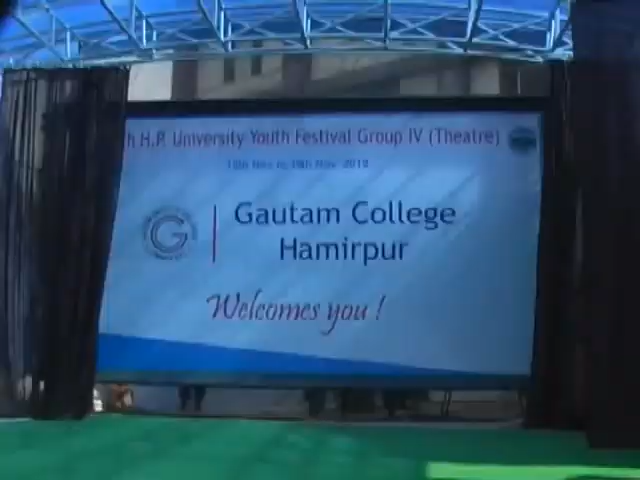 h H.P. University Youth Festival Group IV (Theatre)
G
Gautam College
Hamirpur
Welcomes you !